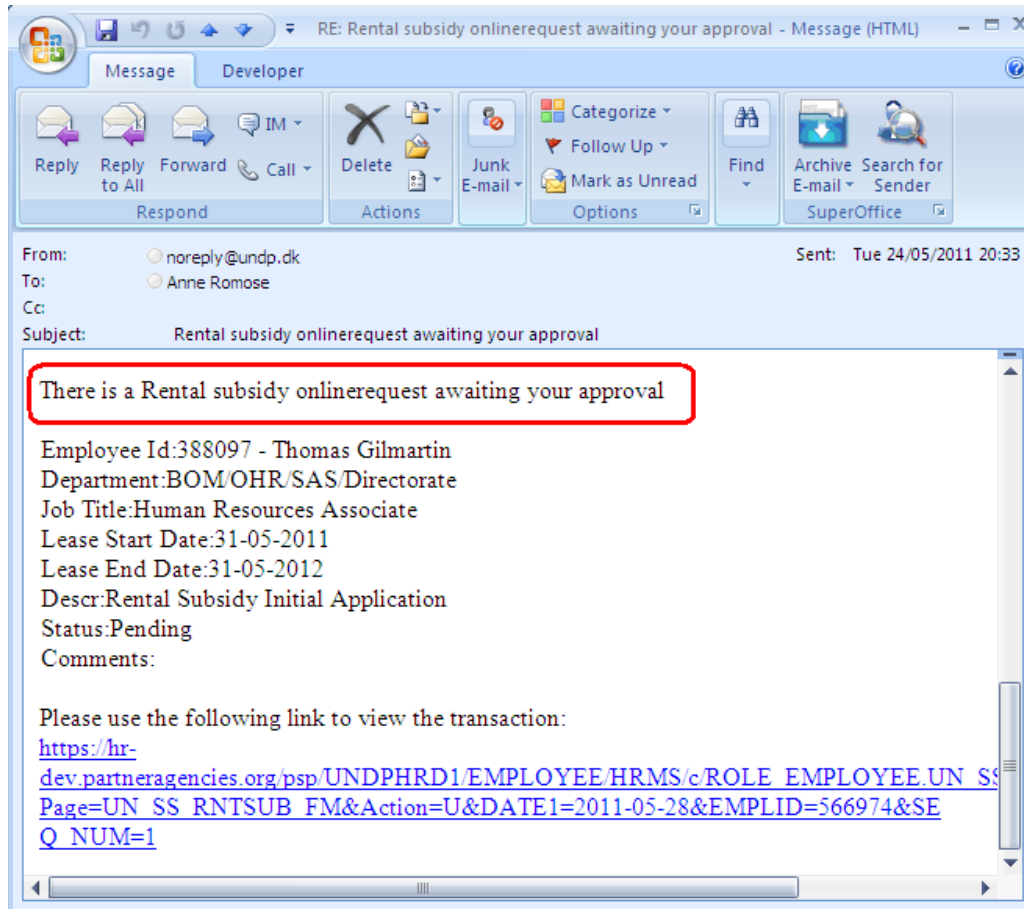 RE: Rental subsidy onlinerequest awaiting your approval - Message (HTML)
Message Developer
Reply
Reply to All
Forward
IM
Call
Respond
Delete
Actions
Junk E-mail
Categorize
Follow Up
Mark as Unread
Options
Find
Archive E-mail
Search for Sender
SuperOffice
From: noreply@undp.dk Sent: Tue 24/05/2011 20:33
To: Anne Romose
Cc:
Subject: Rental subsidy onlinerequest awaiting your approval
There is a Rental subsidy onlinerequest awaiting your approval
Employee Id:388097 - Thomas Gilmartin
Department:BOM/OHR/SAS/Directorate
Job Title:Human Resources Associate
Lease Start Date:31-05-2011
Lease End Date:31-05-2012
Descr:Rental Subsidy Initial Application
Status:Pending
Comments:
Please use the following link to view the transaction:
https://hr-
dev.partneragencies.org/psp/UNDPHRD1/EMPLOYEE/HRMS/c/ROLE_EMPLOYEE.UN_SS
Page=UN_SS_RNTSUB_FM&Action=U&DATE1=2011-05-28&EMPLID=566974&SE
Q_NUM=1